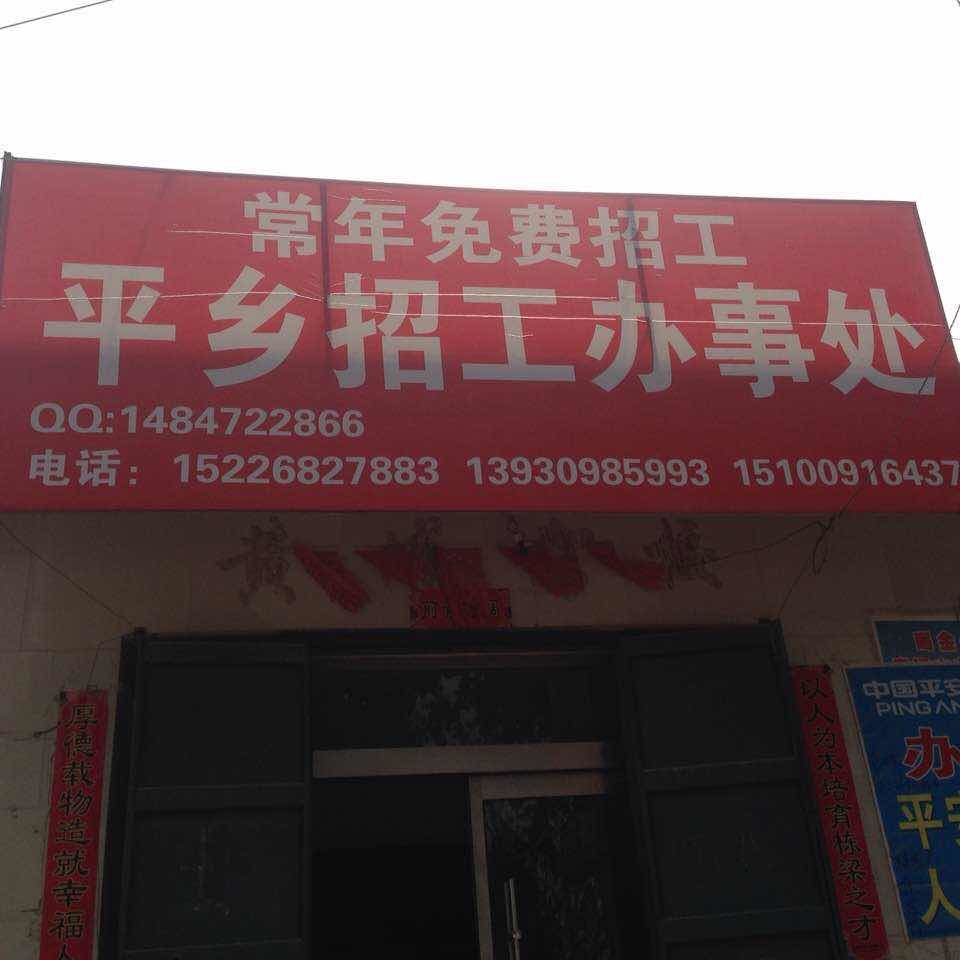 常年免费招工
平乡招工办事处
QQ:1484722866
电话：15226827883 13930985993 15100916437
厚德载物造就幸福人
以人为本培育栋梁之才
中国平安
PING AN
办
平安
人